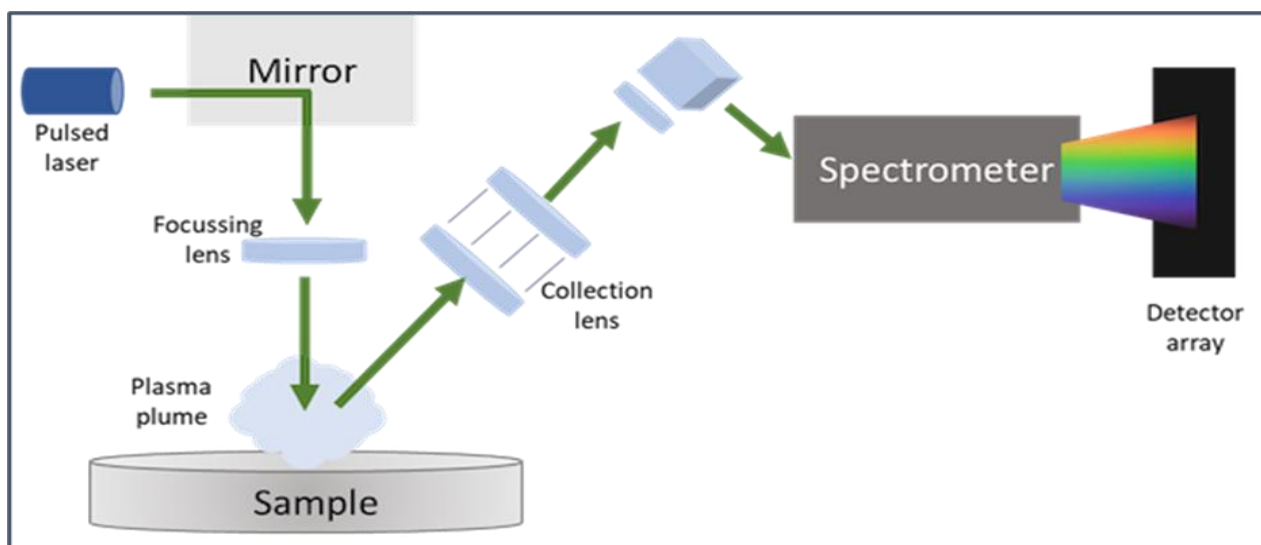 Mirror
Pulsed
laser
Focussing
lens
Collection
lens
Spectrometer
Detector
array
Plasma
plume
Sample